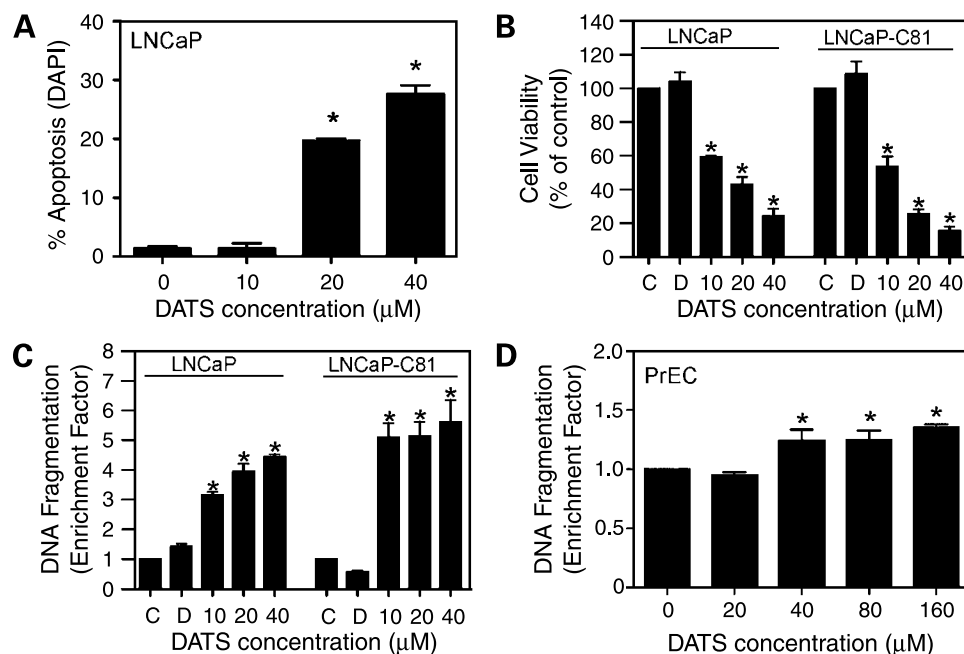 A
LNCaP
% Apoptosis (DAPI)
40
30
20
10
0
*
*
0 10 20 40
DATS concentration (μM)
B
LNCaP LNCaP-C81
Cell Viability
(% of control)
140
120
100
80
60
40
20
0
* * * * * *
C D 10 20 40 C D 10 20 40
DATS concentration (μM)
C
LNCaP LNCaP-C81
DNA Fragmentation
(Enrichment Factor)
8
7
6
5
4
3
2
1
0
* * * * * *
C D 10 20 40 C D 10 20 40
DATS concentration (μM)
D
PrEC
DNA Fragmentation
(Enrichment Factor)
2.0
1.5
1.0
0.5
0
* * *
0 20 40 80 160
DATS concentration (μM)